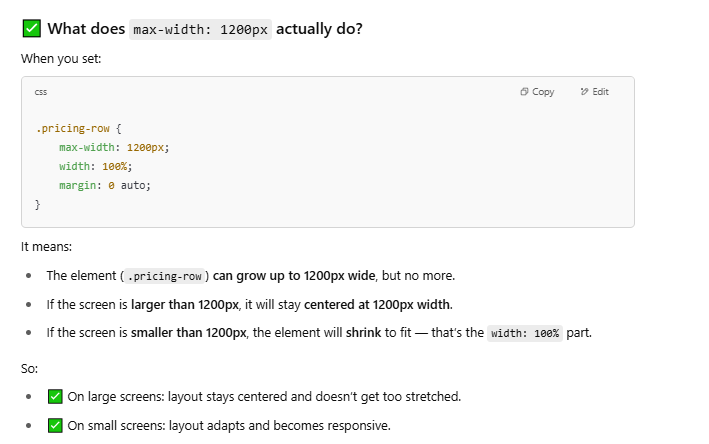 ✅ What does max-width: 1200px actually do?
When you set:
css
Copy
Edit
.pricing-row {
    max-width: 1200px;
    width: 100%;
    margin: 0 auto;
}
It means:
• The element (.pricing-row) can grow up to 1200px wide, but no more.
• If the screen is larger than 1200px, it will stay centered at 1200px width.
• If the screen is smaller than 1200px, the element will shrink to fit — that's the width: 100% part.
So:
• ✅ On large screens: layout stays centered and doesn't get too stretched.
• ✅ On small screens: layout adapts and becomes responsive.